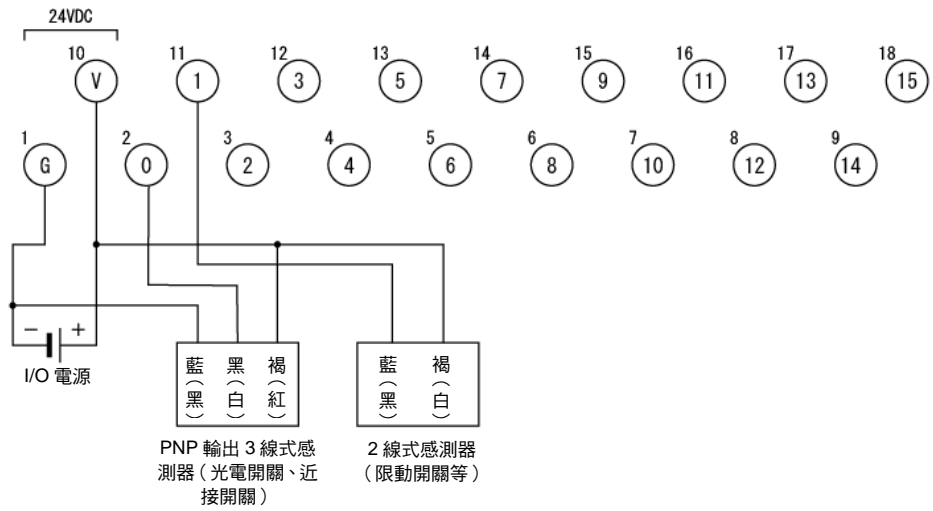 24VDC
10 11 12 13 14 15 16 17 18
V 1 3 5 7 9 11 13 15
1 2 3 4 5 6 7 8 9
G 0 2 4 6 8 10 12 14
− +
I/O 電源
藍（黑） 黑（白） 褐（紅）
藍（黑） 褐（白）
PNP 輸出 3 線式感
測器（光電開關、近
接開關）
2 線式感測器
（限動開關等）